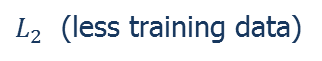 L₂ (less training data)